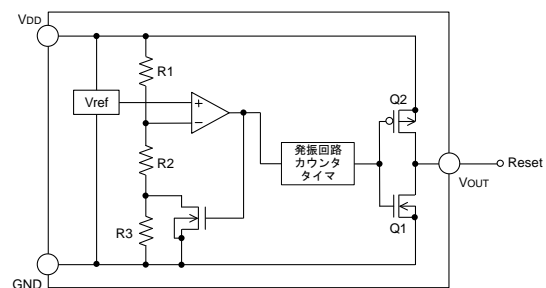 VDD
R1
Q2
Vref
+
−
発振回路
カウンタ
タイマ
Reset
R2
VOUT
R3
Q1
GND